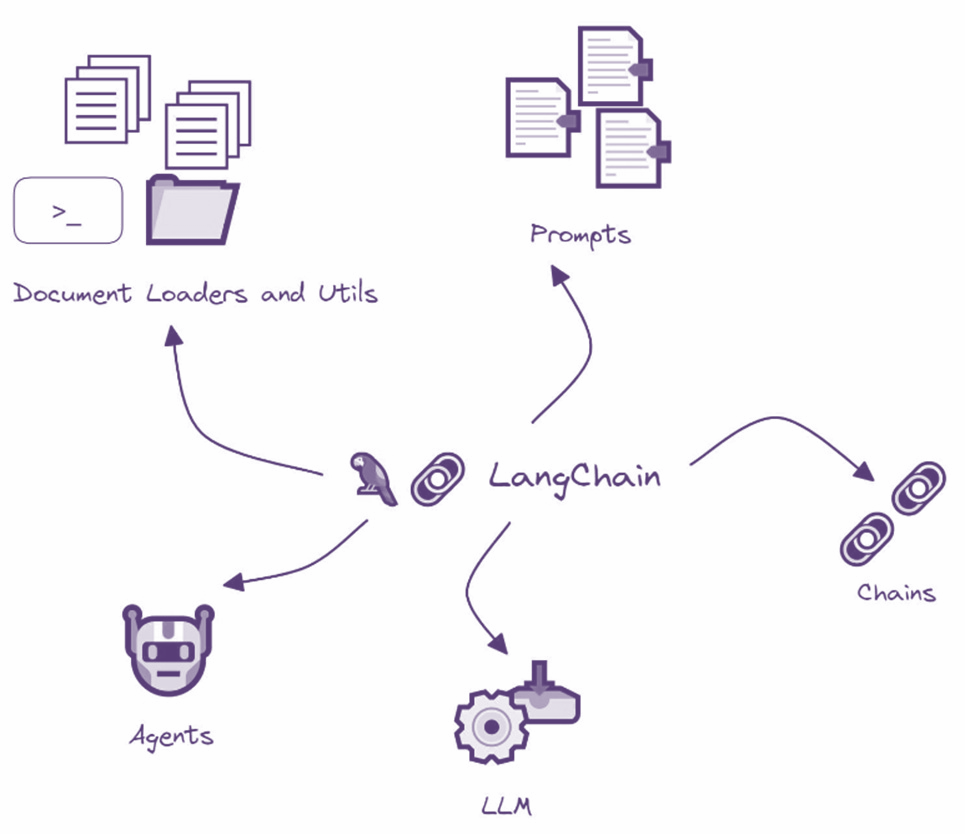 Prompts
>_
Document Loaders and Utils
LangChain
Chains
Agents
LLM